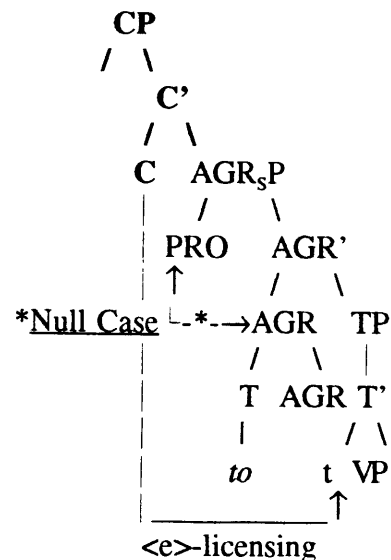 CP
C'
C AGRsP
PRO AGR'
*Null Case -*-→AGR TP
T AGR T'
to t VP
<e>-licensing